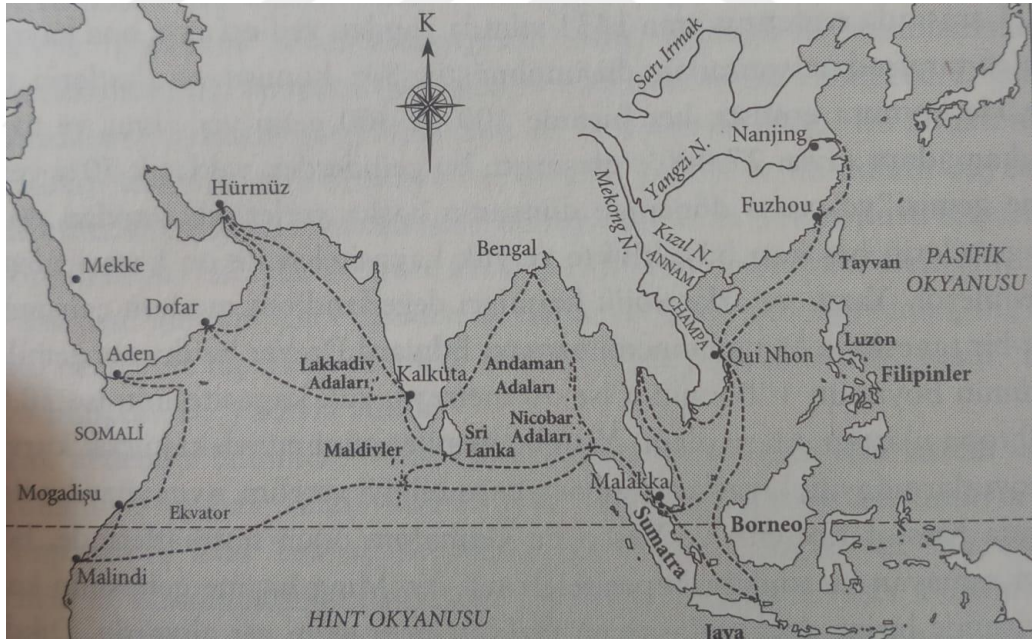 K
Sarı Irmak
Nanjing
Yangzi N.
Mekong N.
Hürmüz
Fuzhou
Kızıl N.
Bengal
ANNAM
Tayvan
PASİFİK
OKYANUSU
Mekke
Dofar
CHAMPA
Aden
Lakkadiv
Adaları
Kalküta
Andaman
Adaları
Qui Nhon
Luzon
Filipinler
SOMALİ
Maldivler
Sri
Lanka
Nicobar
Adaları
Malakka
Mogadişu
Ekvator
Sumatra
Borneo
Malindi
HİNT OKYANUSU
Java